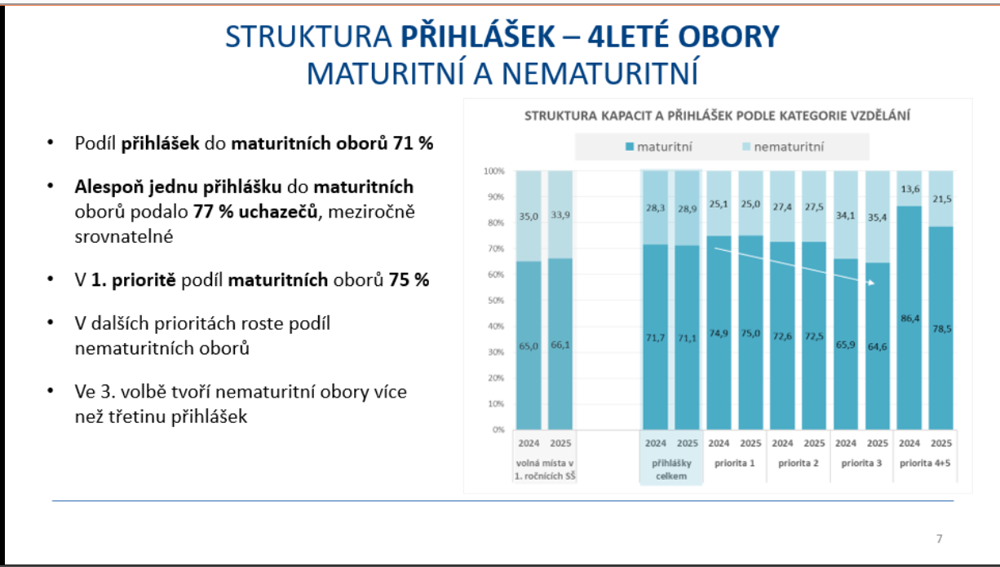 STRUKTURA PŘIHLÁŠEK – 4LETÉ OBORY
MATURITNÍ A NEMATURITNÍ
• Podíl přihlášek do maturitních oborů 71 %
• Alespoň jednu přihlášku do maturitních
oborů podalo 77 % uchazečů, meziročně
srovnatelné
• V 1. prioritě podíl maturitních oborů 75 %
• V dalších prioritách roste podíl
nematuritních oborů
• Ve 3. volbě tvoří nematuritní obory více
než třetinu přihlášek
STRUKTURA KAPACIT A PŘIHLÁŠEK PODLE KATEGORIE VZDĚLÁNÍ
maturitní nematuritní
100%
90%
80%
70%
60%
50%
40%
30%
20%
10%
0%
35,0 33,9 28,3 28,9 25,1 25,0 27,4 27,5 34,1 35,4 13,6 21,5
65,0 66,1 71,7 71,1 74,9 75,0 72,6 72,5 65,9 64,6 86,4 78,5
2024 2025 2024 2025 2024 2025 2024 2025 2024 2025 2024 2025
volná místa v přihlášky priorita 1 priorita 2 priorita 3 priorita 4+5
1. ročnících SŠ celkem
7